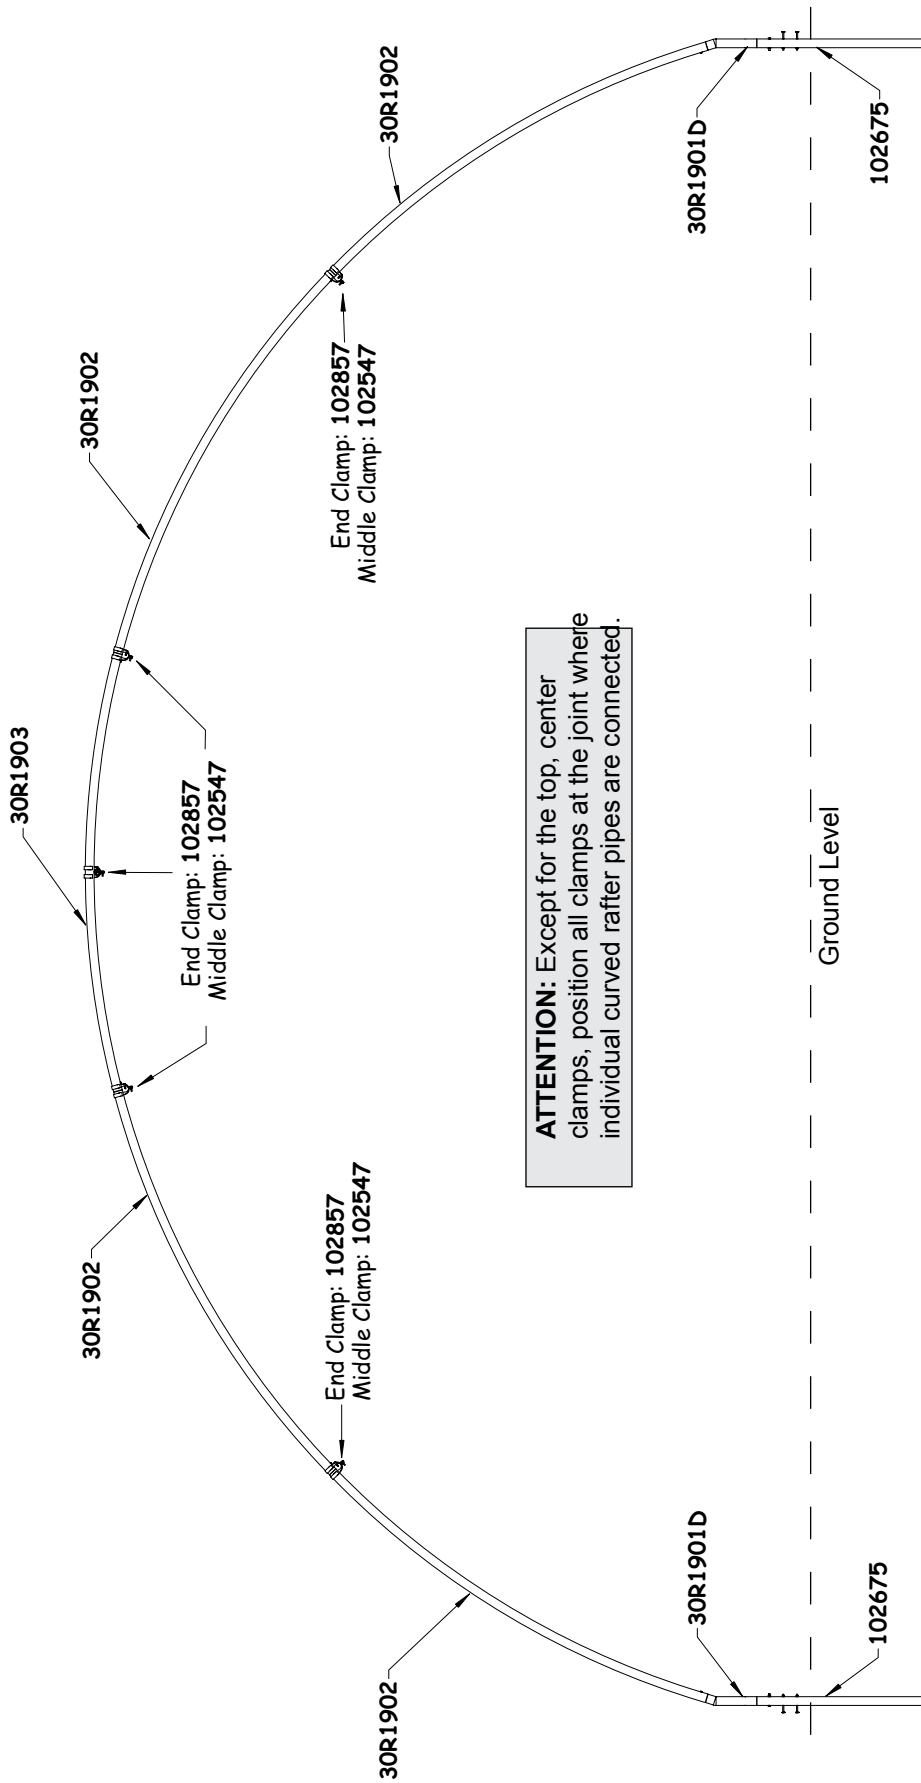 30R1903
30R1902
30R1902
End Clamp: 102857
Middle Clamp: 102547
30R1902
30R1902
End Clamp: 102857
Middle Clamp: 102547
End Clamp: 102857
Middle Clamp: 102547
ATTENTION: Except for the top, center
clamps, position all clamps at the joint where
individual curved rafter pipes are connected.
30R1901D
30R1901D
Ground Level
102675
102675